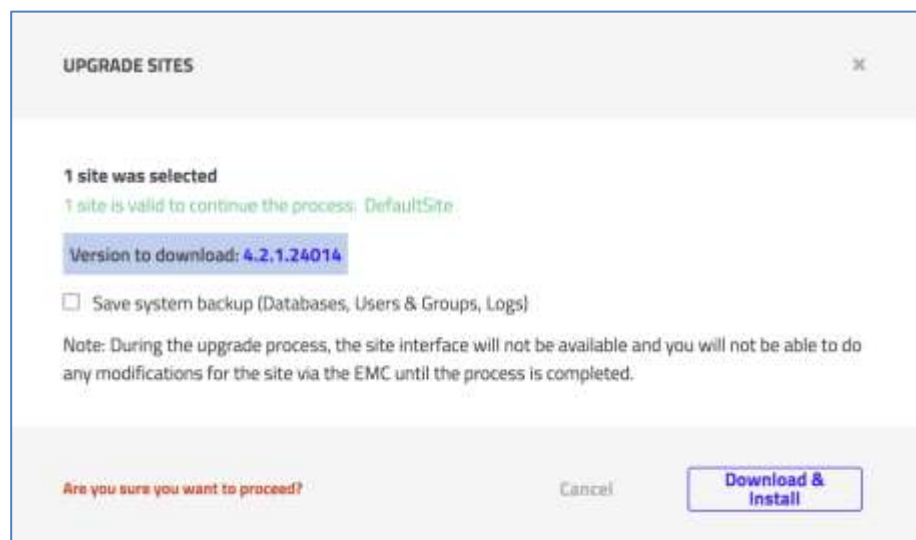 UPGRADE SITES
1 site was selected
1 site is valid to continue the process: DefaultSite
Version to download: 4.2.1.24014
Save system backup (Databases, Users & Groups, Logs)
Note: During the upgrade process, the site interface will not be available and you will not be able to do
any modifications for the site via the EMC until the process is completed.
Are you sure you want to proceed?
Cancel
Download &
Install